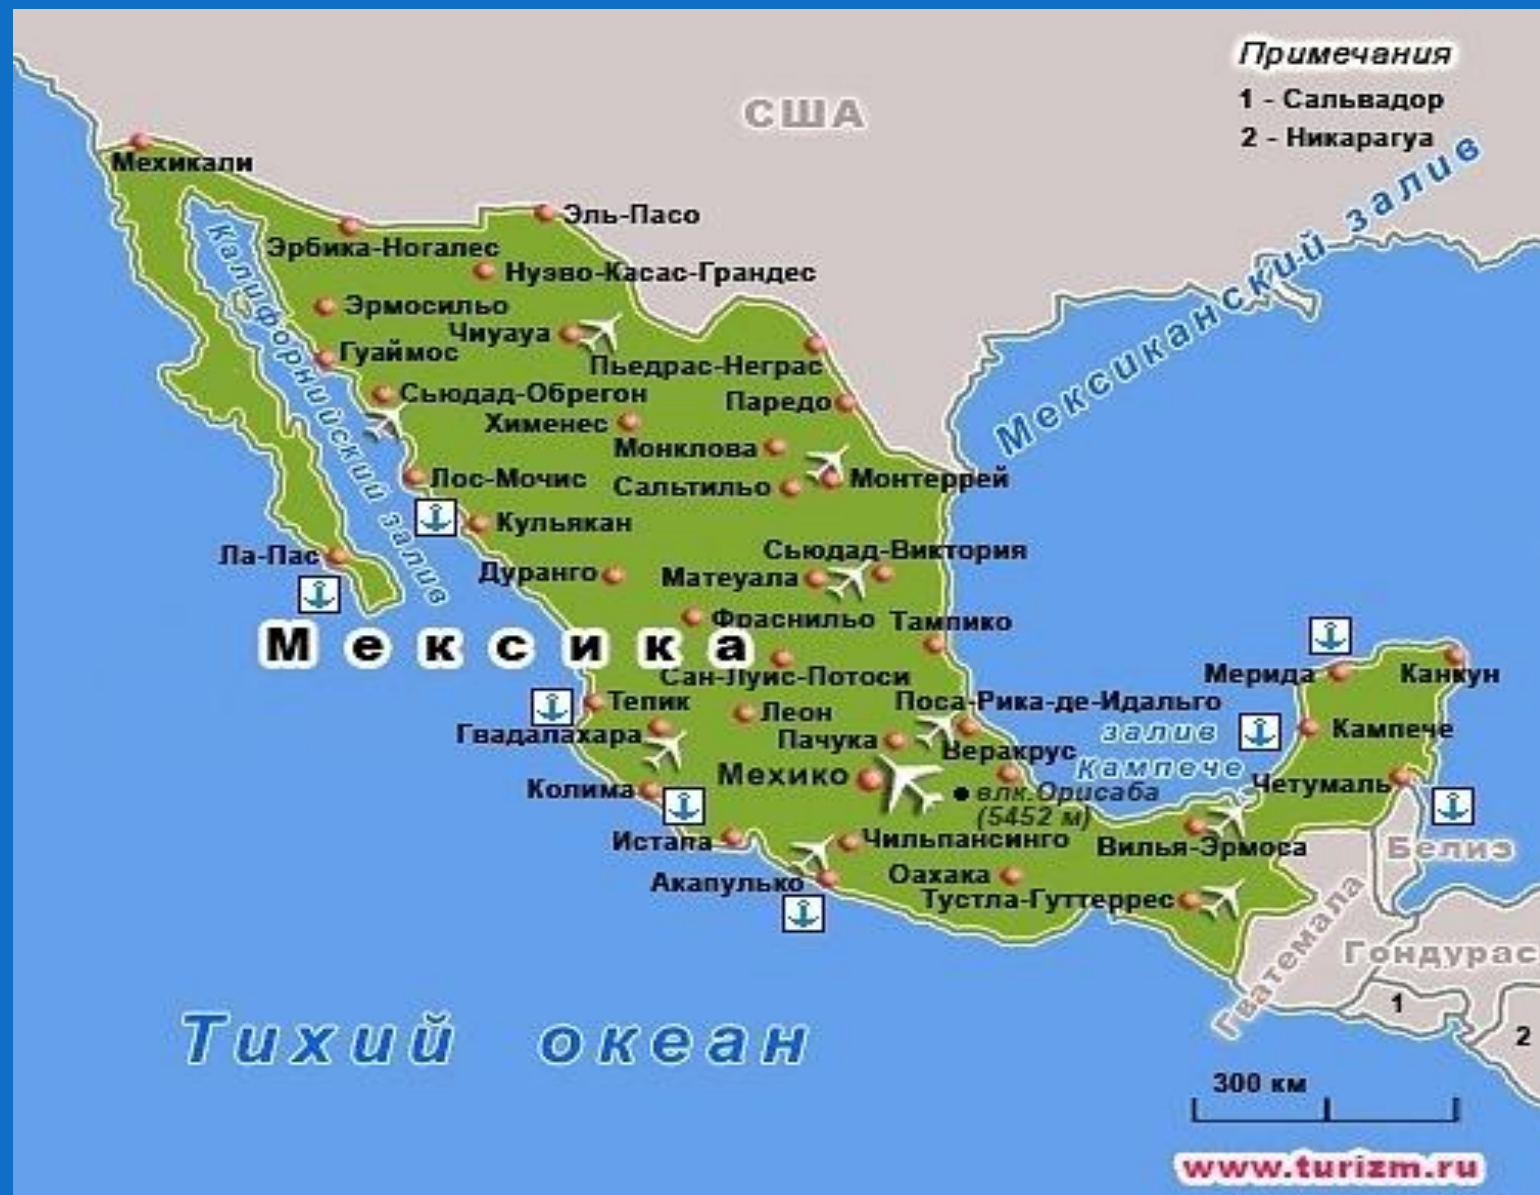 Примечания
1 - Сальвадор
2 - Никарагуа
США
Мексиканский залив
Мехикали
Эль-Пасо
Эрбика-Ногалес
Нуэво-Касас-Грандес
Калифорнийский залив
Эрмосильо
Чиуауа
Гуаймос
Пьедрас-Неграс
Сьюдад-Обрегон
Паредо
Хименес
Монклова
Лос-Мочис
Сальтильо
Монтеррей
Кульякан
Ла-Пас
Дуранго
Сьюдад-Виктория
Матеуала
Фраснильо
Тампико
Мексика
Сан-Луис-Потоси
Мерида
Канкун
Тепик
Леон
Поса-Рика-де-Идальго
Гвадалахара
Пачука
залив
Кампече
Кампече
Веракрус
Мехико
Колима
влк.Орисаба
(5452 м)
Четумаль
Истапа
Чильпансинго
Вилья-Эрмоса
Белиз
Акапулько
Оахака
Тустла-Гуттеррес
Гватемала
Гондурас
1
2
Тихий океан
300 км
www.turizm.ru